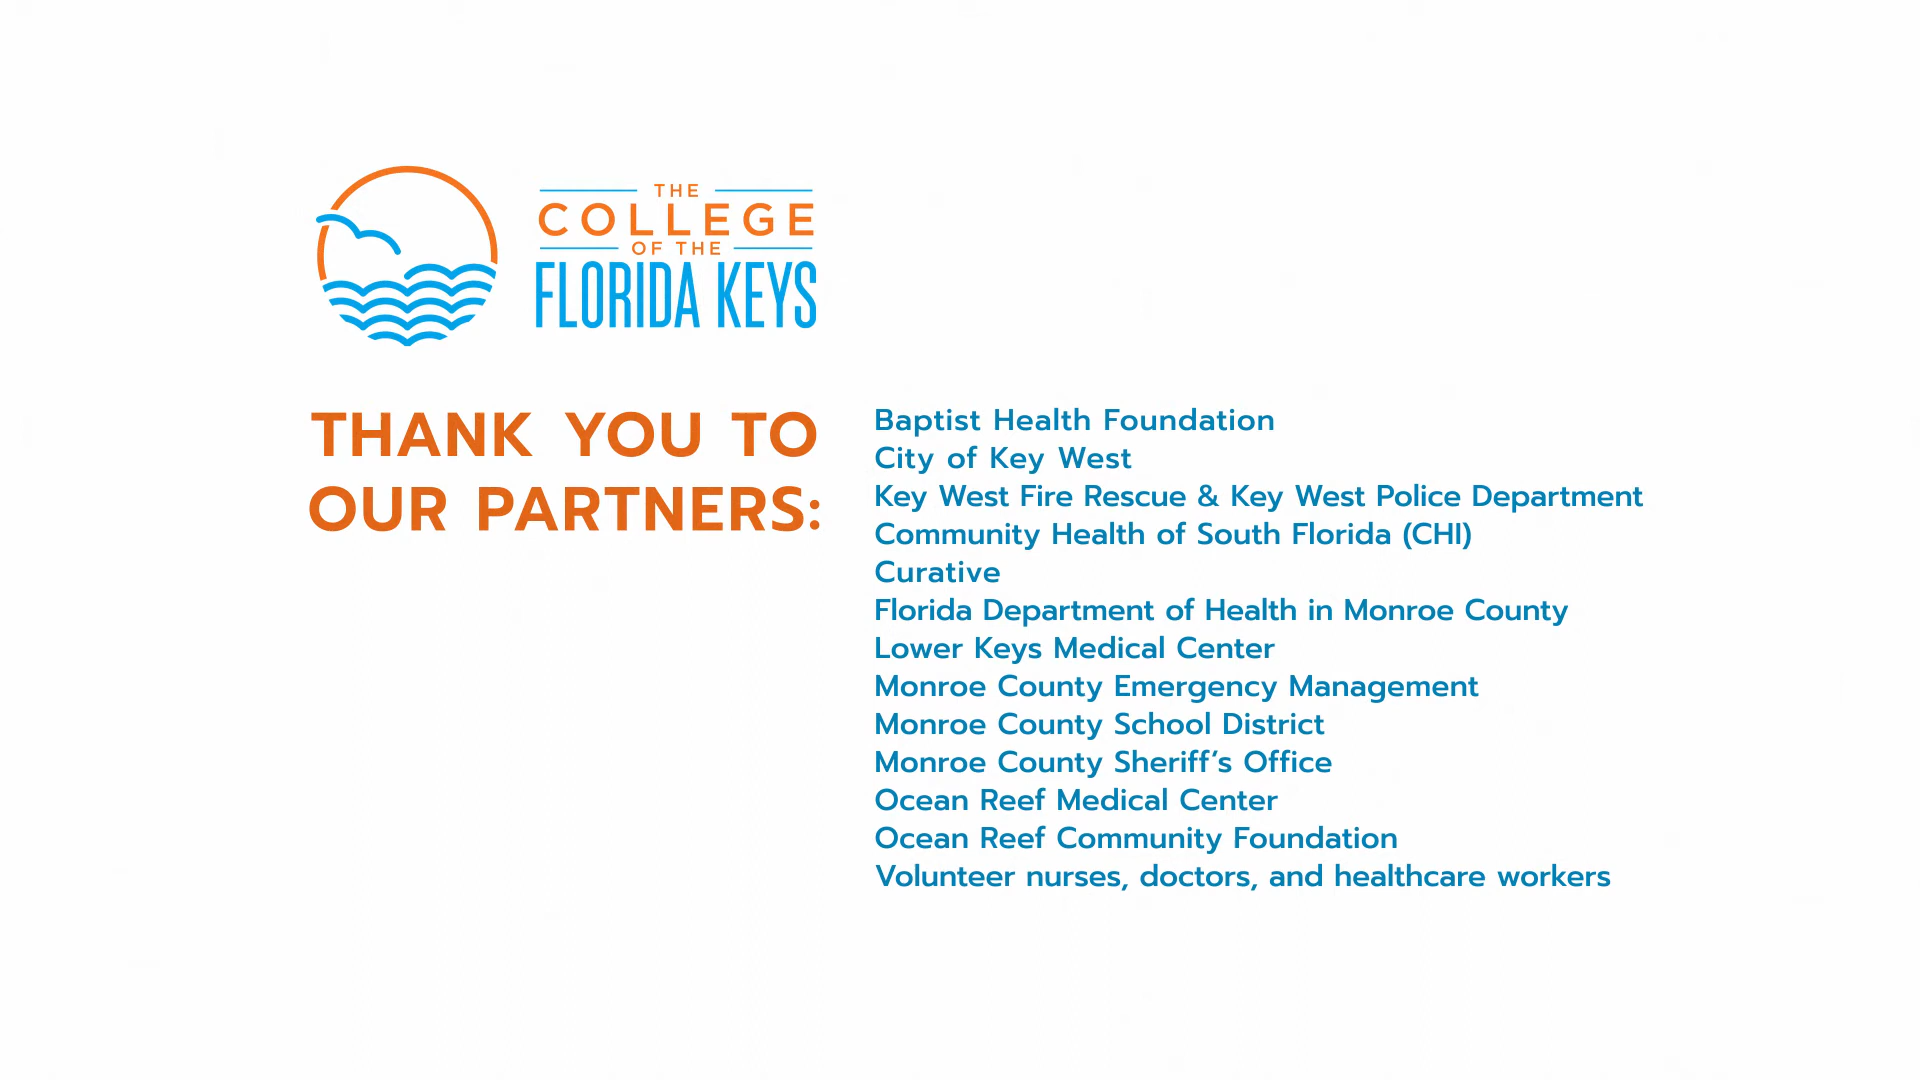 THE
COLLEGE
OF THE
FLORIDA KEYS
THANK YOU TO
OUR PARTNERS:
Baptist Health Foundation
City of Key West
Key West Fire Rescue & Key West Police Department
Community Health of South Florida (CHI)
Curative
Florida Department of Health in Monroe County
Lower Keys Medical Center
Monroe County Emergency Management
Monroe County School District
Monroe County Sheriff’s Office
Ocean Reef Medical Center
Ocean Reef Community Foundation
Volunteer nurses, doctors, and healthcare workers